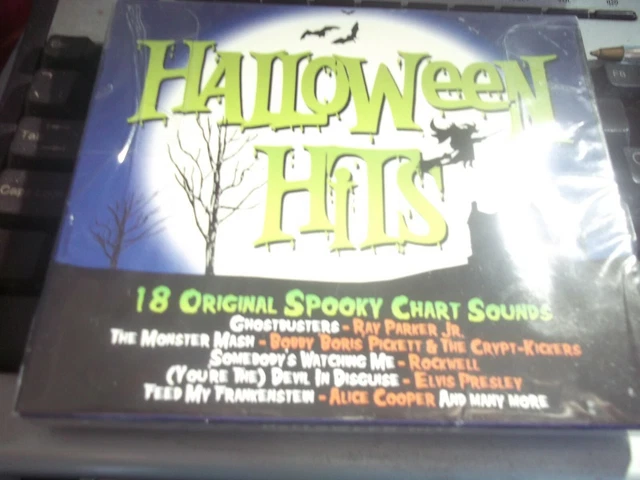 HALLOWEEN
HITS
18 ORIGINAL SPOOKY CHART SOUNDS
GHOSTBUSTERS - RAY PARKER JR.
THE MONSTER MASH - BOBBY BORIS PICKETT & THE CRYPT-KICKERS
SOMEBODY'S WATCHING ME - ROCKWELL
(YOU'RE THE) DEVIL IN DISGUISE - ELVIS PRESLEY
FEED MY FRANKENSTEIN - ALICE COOPER AND MANY MORE